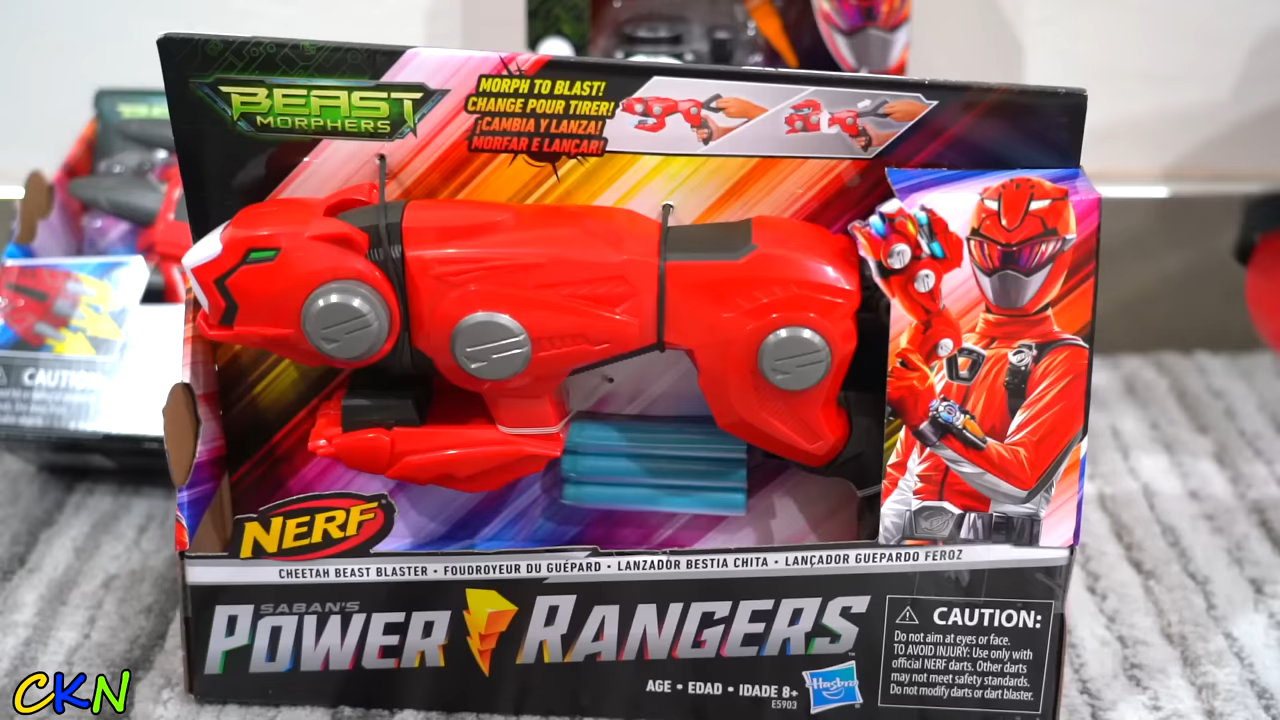 BEAST
MORPHERS
MORPH TO BLAST!
CHANGE POUR TIRER!
¡CAMBIA Y LANZA!
MORFAR E LANÇAR!
CAUTI
NERF
CHEETAH BEAST BLASTER • FOUDROYEUR DU GUÉPARD • LANZADOR BESTIA CHITA • LANÇADOR GUEPARDO FEROZ
SABAN'S
POWER RANGERS
AGE • EDAD • IDADE 8+
E5903
Hasbro
CAUTION:
Do not aim at eyes or face.
TO AVOID INJURY: Use only with
official NERF darts. Other darts
may not meet safety standards.
Do not modify darts or dart blaster.
CKN